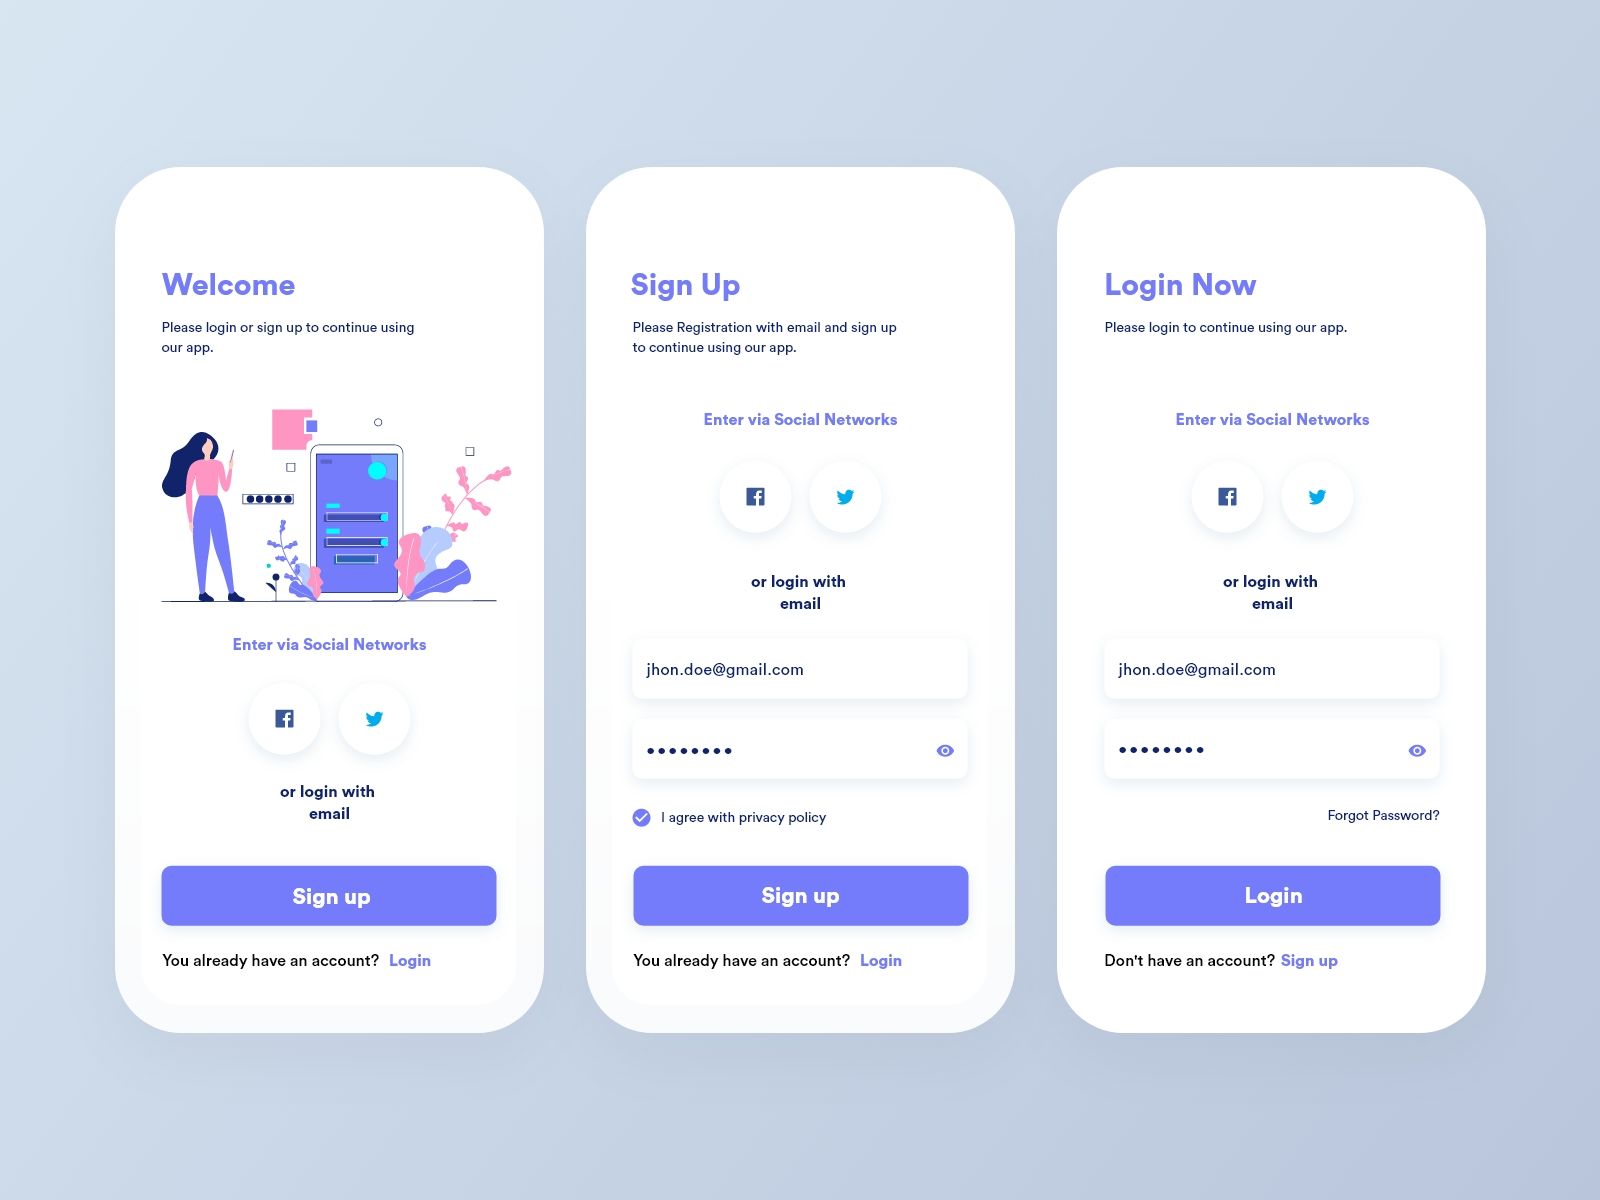 Welcome
Please login or sign up to continue using
our app.
Enter via Social Networks
or login with
email
Sign up
You already have an account? Login
Sign Up
Please Registration with email and sign up
to continue using our app.
Enter via Social Networks
or login with
email
jhon.doe@gmail.com
••••••••
I agree with privacy policy
Sign up
You already have an account? Login
Login Now
Please login to continue using our app.
Enter via Social Networks
or login with
email
jhon.doe@gmail.com
••••••••
Forgot Password?
Login
Don't have an account? Sign up